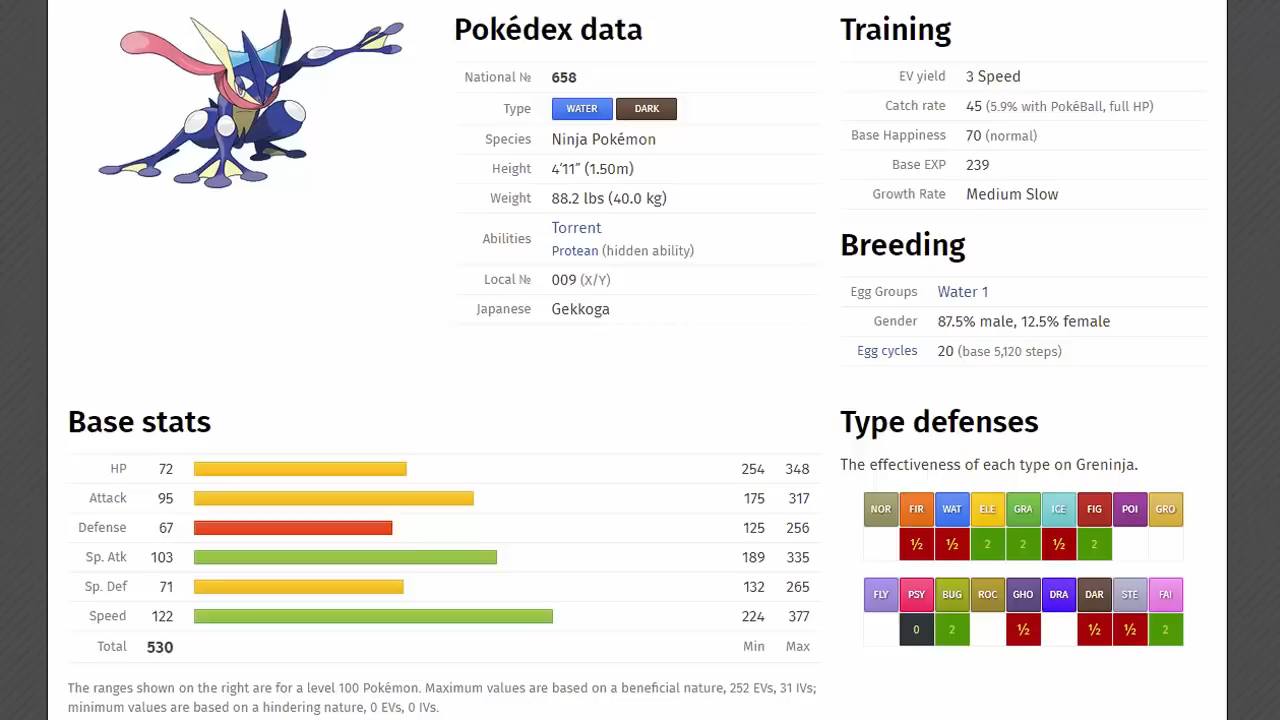 Pokédex data
National № 658
Type WATER DARK
Species Ninja Pokémon
Height 4'11" (1.50m)
Weight 88.2 lbs (40.0 kg)
Abilities Torrent
Protean (hidden ability)
Local № 009 (X/Y)
Japanese Gekkoga
Training
EV yield 3 Speed
Catch rate 45 (5.9% with PokéBall, full HP)
Base Happiness 70 (normal)
Base EXP 239
Growth Rate Medium Slow
Breeding
Egg Groups Water 1
Gender 87.5% male, 12.5% female
Egg cycles 20 (base 5,120 steps)
Base stats
HP 72 254 348
Attack 95 175 317
Defense 67 125 256
Sp. Atk 103 189 335
Sp. Def 71 132 265
Speed 122 224 377
Total 530 Min Max
The ranges shown on the right are for a level 100 Pokémon. Maximum values are based on a beneficial nature, 252 EVs, 31 IVs;
minimum values are based on a hindering nature, 0 EVs, 0 IVs.
Type defenses
The effectiveness of each type on Greninja.
NOR FIR WAT ELE GRA ICE FIG POI GRO
½ ½ 2 2 ½ 2
FLY PSY BUG ROC GHO DRA DAR STE FAI
0 2 ½ ½ ½ 2